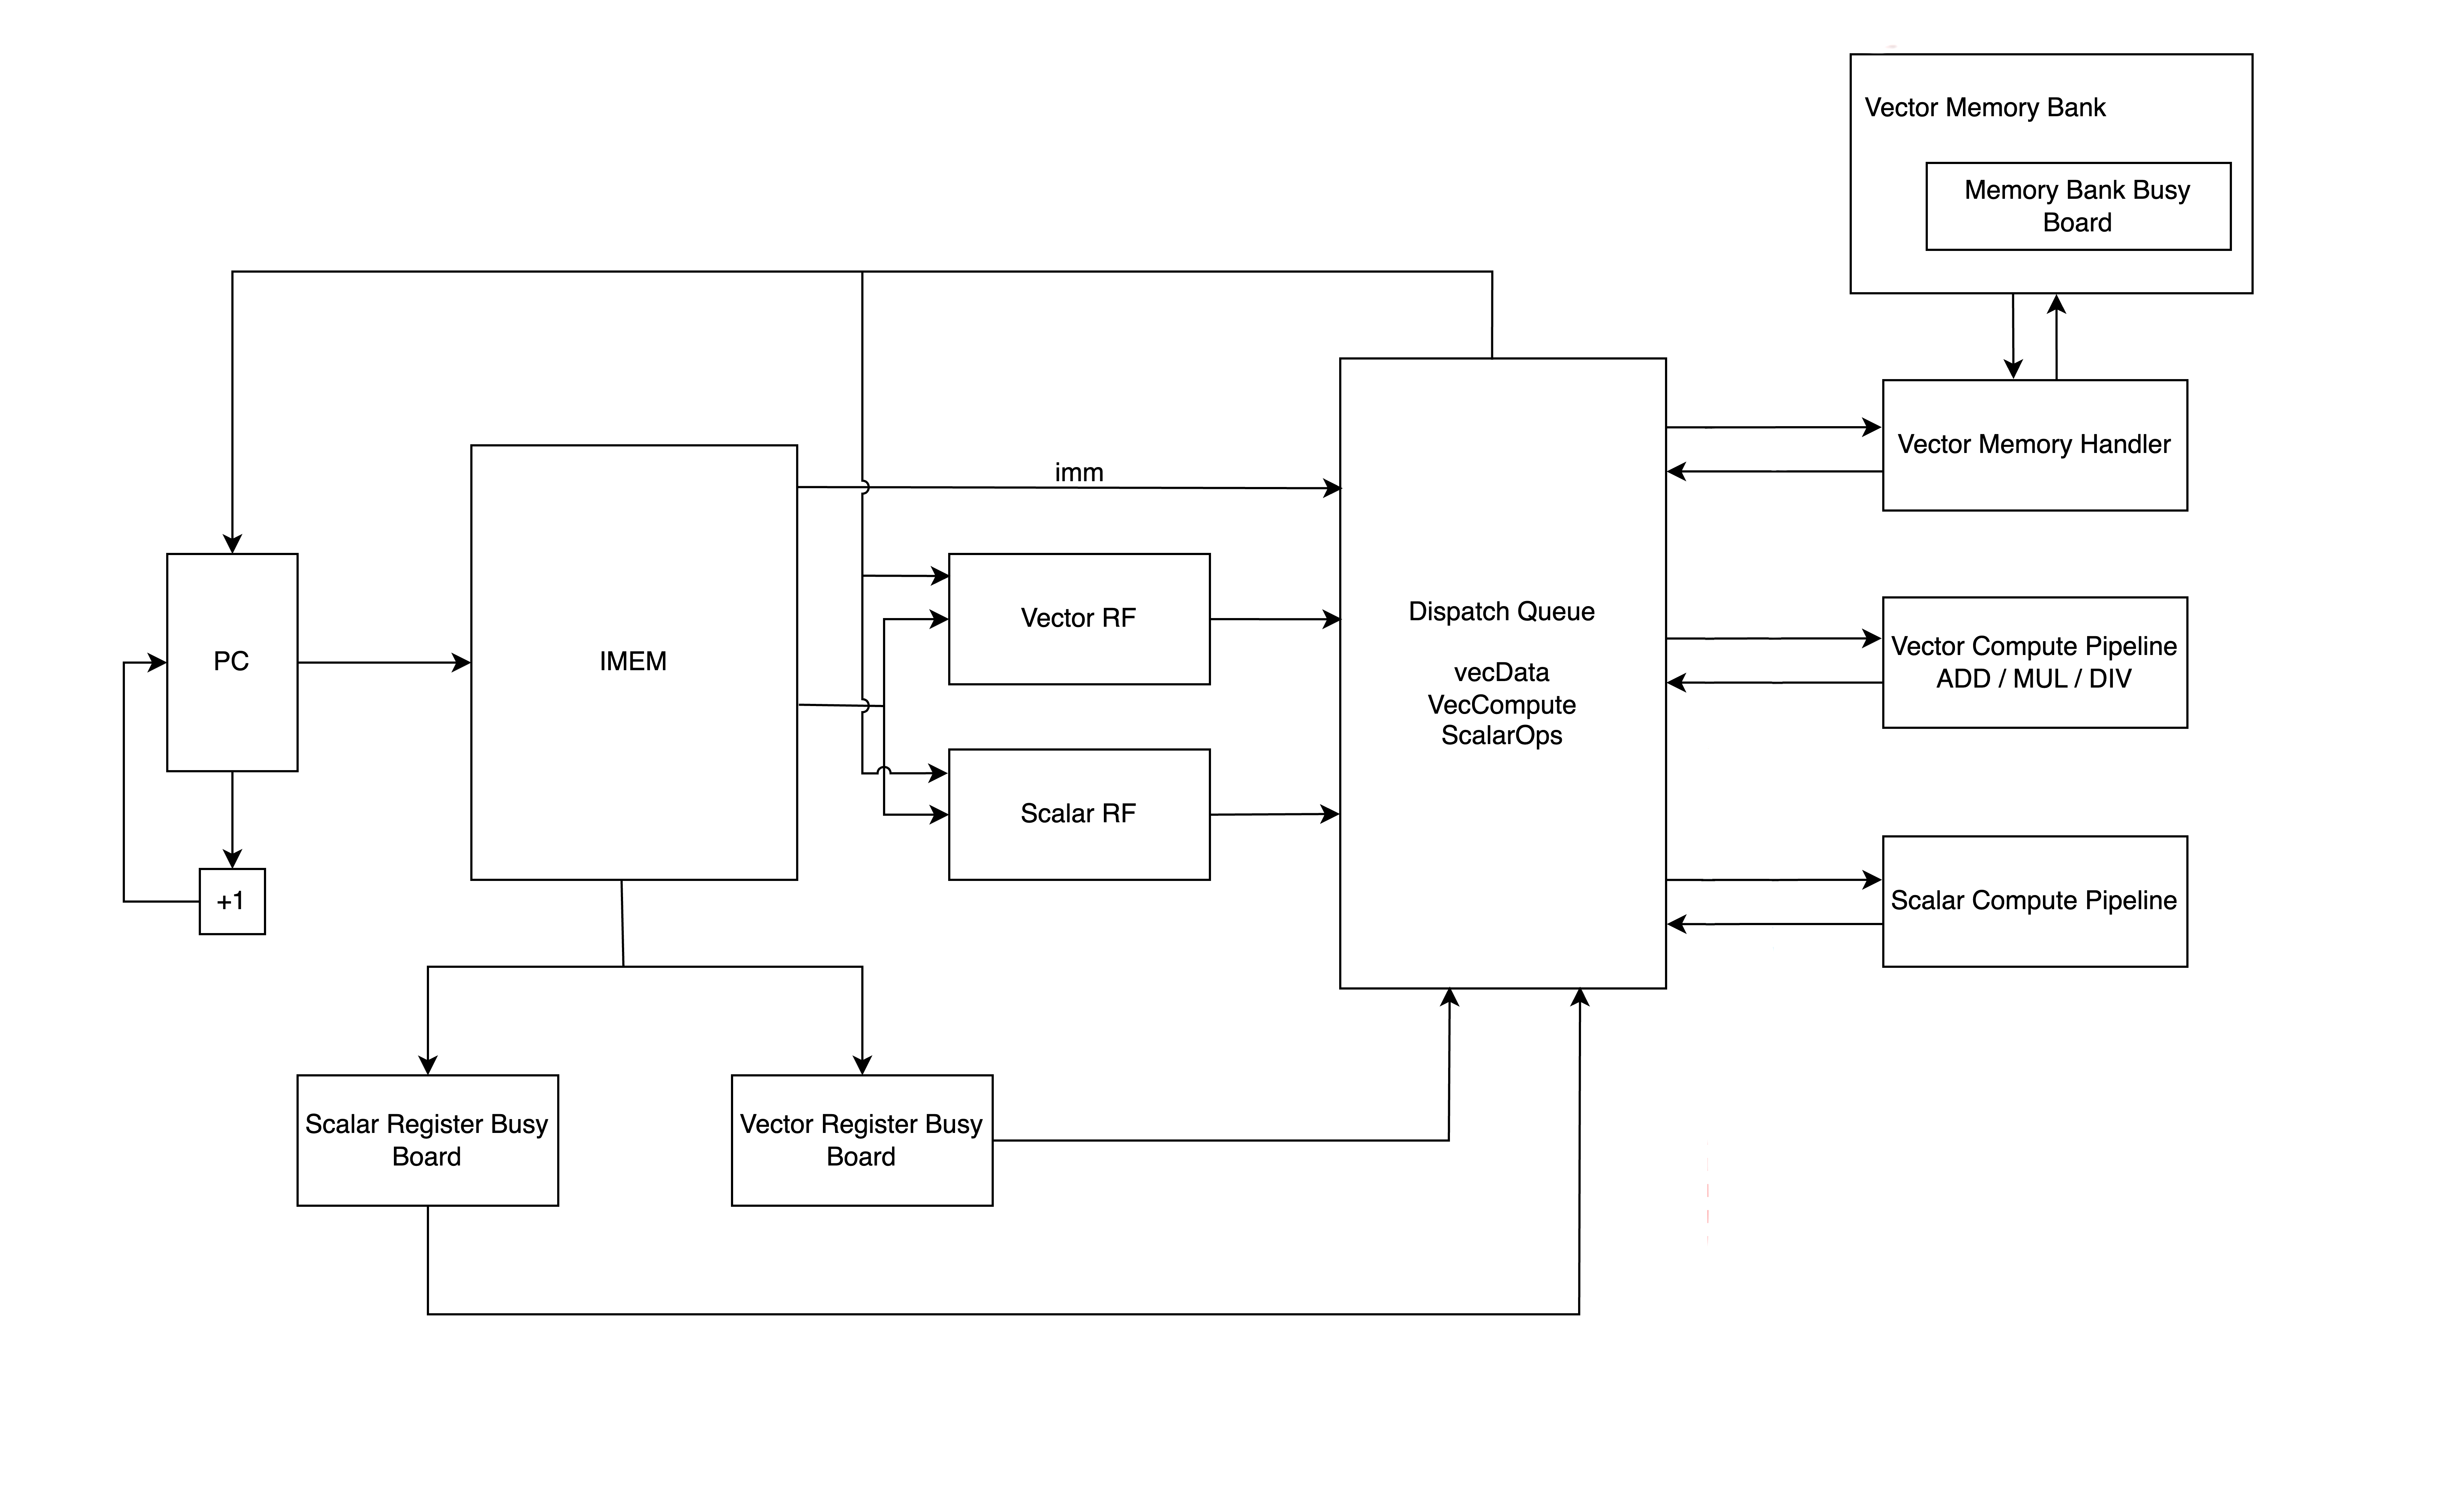 Vector Memory Bank
Memory Bank Busy
Board
imm
Vector Memory Handler
PC
IMEM
Vector RF
Scalar RF
Dispatch Queue
vecData
VecCompute
ScalarOps
Vector Compute Pipeline
ADD / MUL / DIV
Scalar Compute Pipeline
+1
Scalar Register Busy
Board
Vector Register Busy
Board